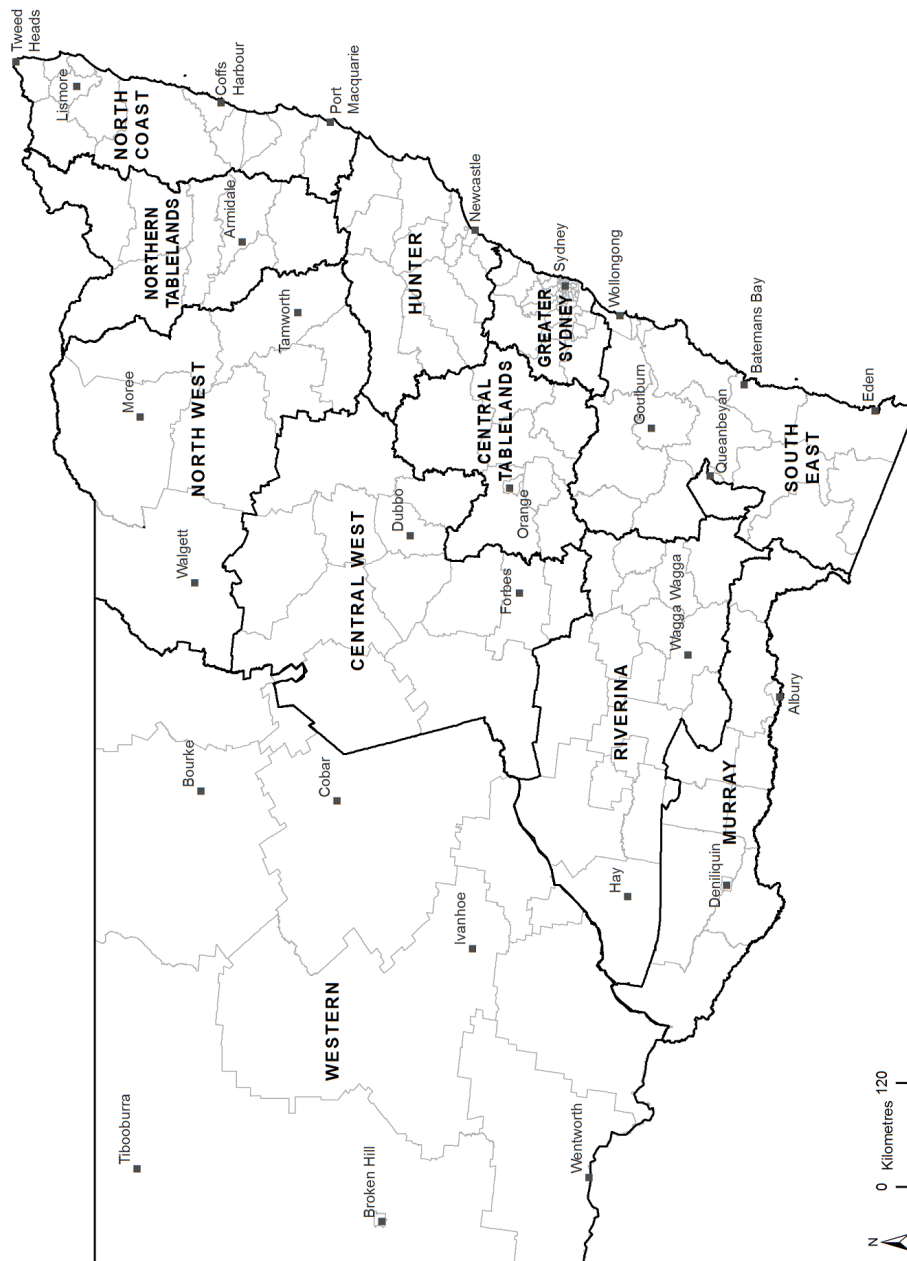 Tweed
Heads
Lismore
NORTH
COAST
Coffs
Harbour
Port
Macquarie
NORTHERN
TABLELANDS
Armidale
Tamworth
Moree
NORTH WEST
Walgett
HUNTER
Newcastle
GREATER
SYDNEY
Sydney
Wollongong
CENTRAL
TABLELANDS
Orange
CENTRAL WEST
Dubbo
Forbes
Goulburn
Queanbeyan
Batemans Bay
SOUTH
EAST
Eden
RIVERINA
Wagga Wagga
Hay
MURRAY
Albury
Deniliquin
Bourke
Cobar
Ivanhoe
WESTERN
Tibooburra
Broken Hill
Wentworth
N
0
Kilometres
120